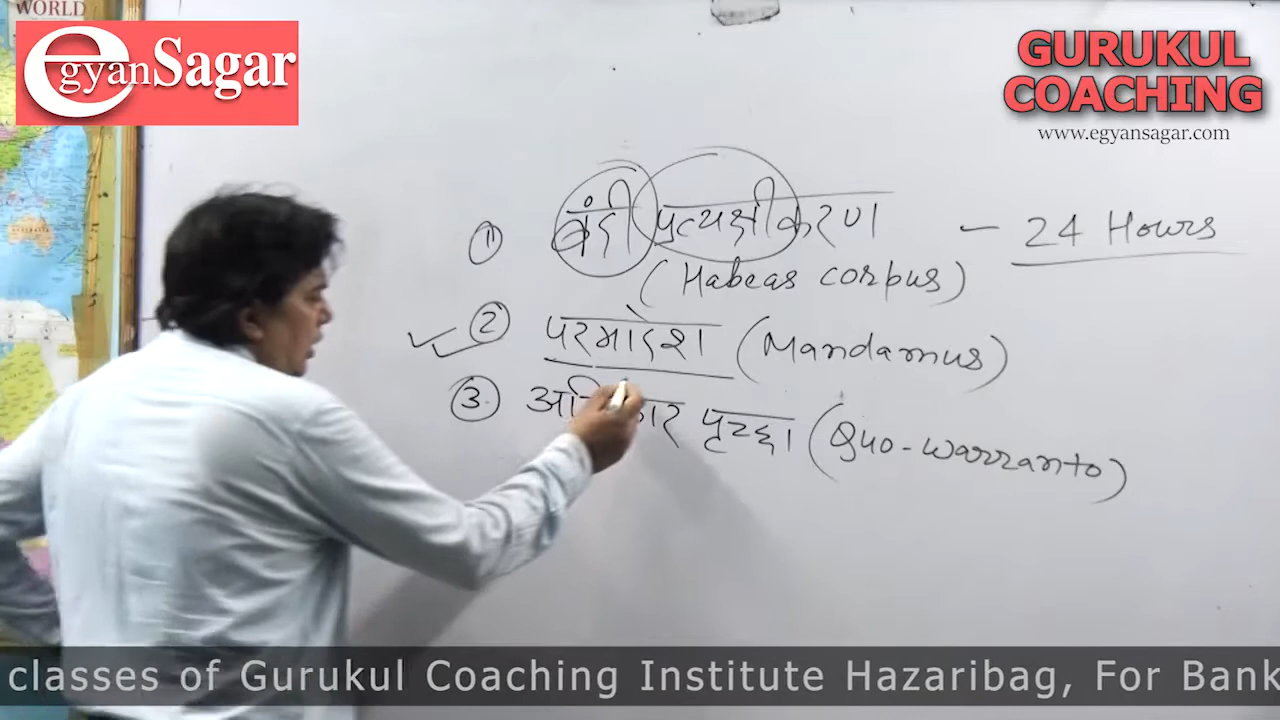 WORLD
egyanSagar
GURUKUL
COACHING
www.egyansagar.com
① बंदी प्रत्यक्षीकरण – 24 Hours
(Habeas corpus)
② परमादेश (Mandamus)
③ पृच्छा (Quo-warranto)
classes of Gurukul Coaching Institute Hazaribag, For Bank